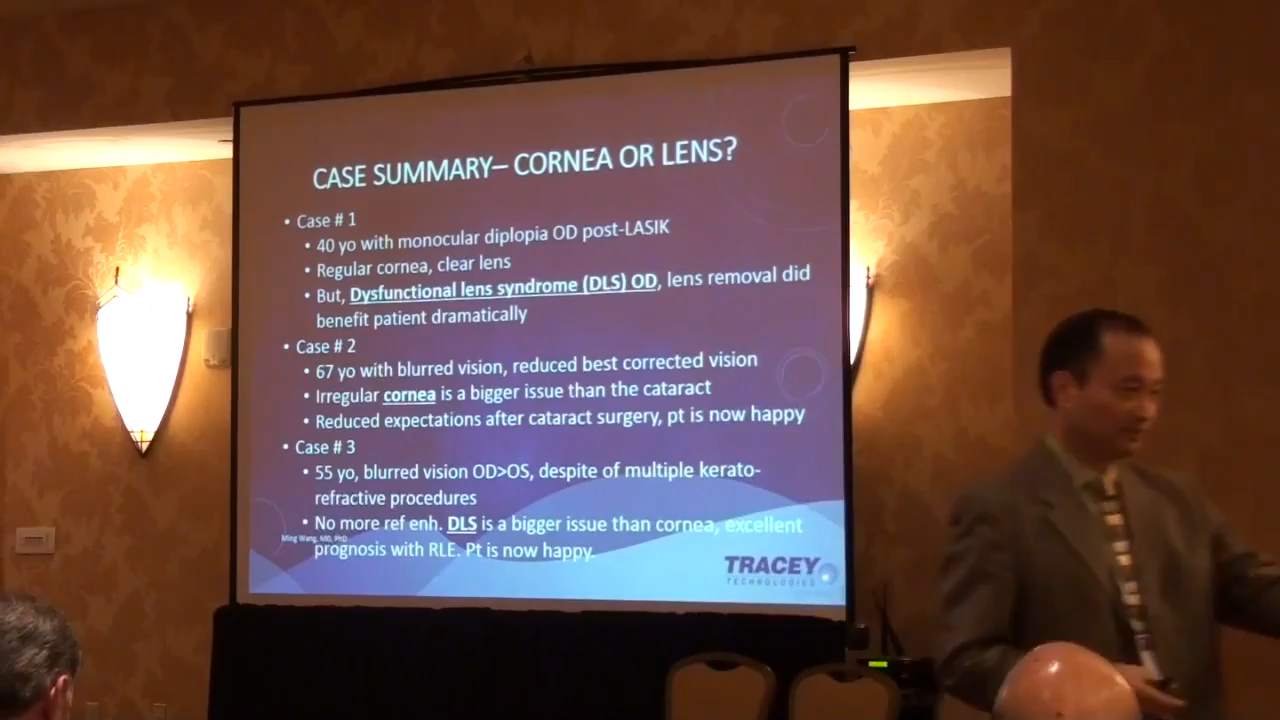 CASE SUMMARY– CORNEA OR LENS?
• Case # 1
• 40 yo with monocular diplopia OD post-LASIK
• Regular cornea, clear lens
• But, Dysfunctional lens syndrome (DLS) OD, lens removal did
benefit patient dramatically
• Case # 2
• 67 yo with blurred vision, reduced best corrected vision
• Irregular cornea is a bigger issue than the cataract
• Reduced expectations after cataract surgery, pt is now happy
• Case # 3
• 55 yo, blurred vision OD>OS, despite of multiple kerato-
refractive procedures
• No more ref enh. DLS is a bigger issue than cornea, excellent
prognosis with RLE. Pt is now happy.
Ming Wang, MD, PhD
TRACEY
TECHNOLOGIES